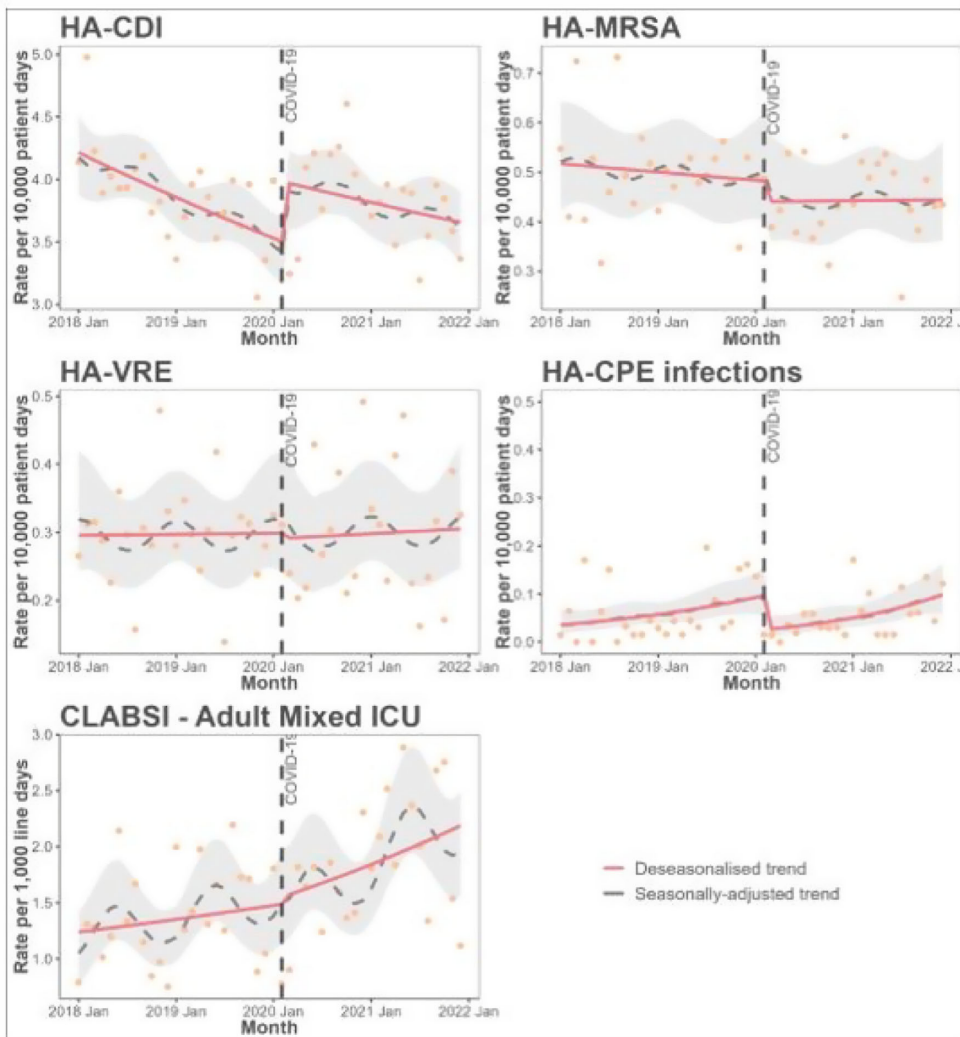 HA-CDI
Rate per 10,000 patient days
5.0
4.5
4.0
3.5
3.0
COVID-19
2018 Jan 2019 Jan 2020 Jan 2021 Jan 2022 Jan
Month
HA-MRSA
Rate per 10,000 patient days
0.7
0.6
0.5
0.4
0.3
COVID-19
2018 Jan 2019 Jan 2020 Jan 2021 Jan 2022 Jan
Month
HA-VRE
Rate per 10,000 patient days
0.5
0.4
0.3
0.2
COVID-19
2018 Jan 2019 Jan 2020 Jan 2021 Jan 2022 Jan
Month
HA-CPE infections
Rate per 10,000 patient days
0.5
0.4
0.3
0.2
0.1
0.0
COVID-19
2018 Jan 2019 Jan 2020 Jan 2021 Jan 2022 Jan
Month
CLABSI - Adult Mixed ICU
Rate per 1,000 line days
3.0
2.5
2.0
1.5
1.0
COVID-19
2018 Jan 2019 Jan 2020 Jan 2021 Jan 2022 Jan
Month
Deseasonalised trend
Seasonally-adjusted trend